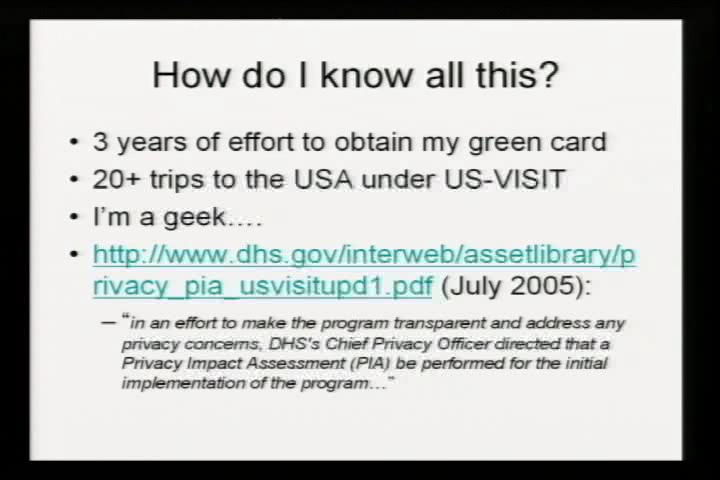 How do I know all this?
• 3 years of effort to obtain my green card
• 20+ trips to the USA under US-VISIT
• I'm a geek....
• http://www.dhs.gov/interweb/assetlibrary/p
rivacy_pia_usvisitupd1.pdf (July 2005):
– "in an effort to make the program transparent and address any
privacy concerns, DHS's Chief Privacy Officer directed that a
Privacy Impact Assessment (PIA) be performed for the initial
implementation of the program..."